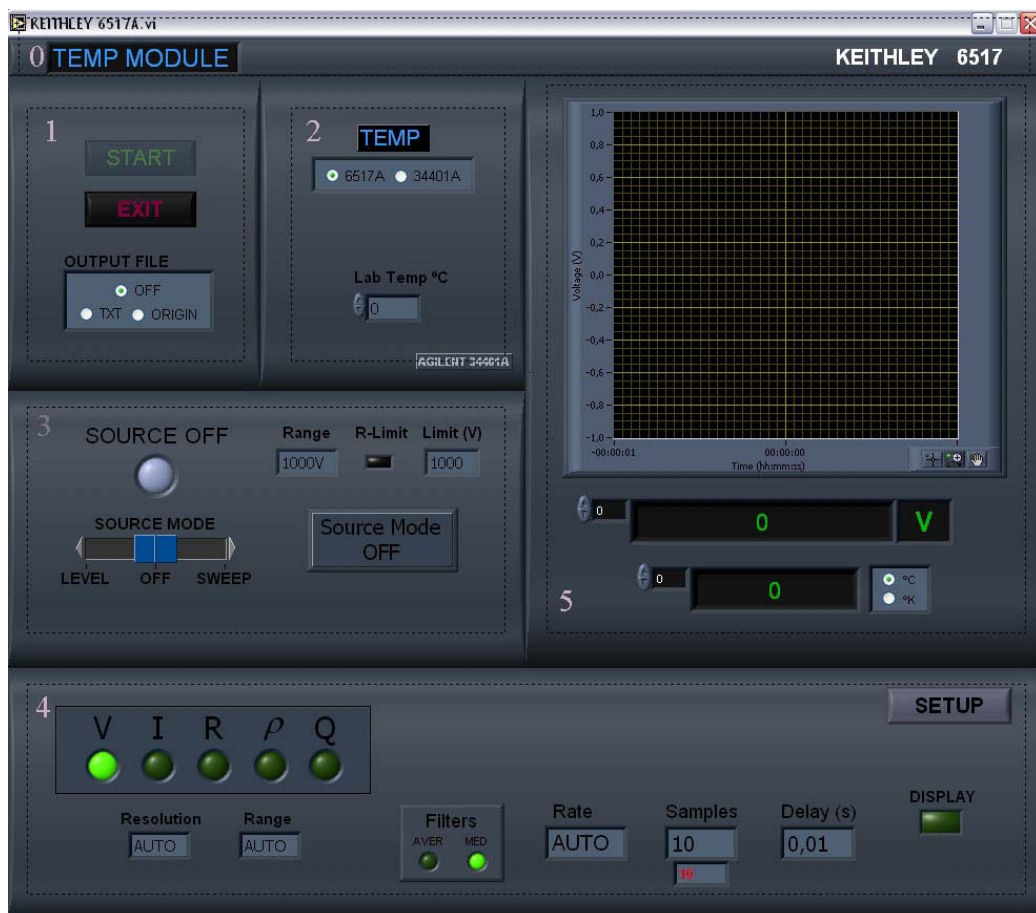 KEITHLEY 6517A.vi
0 TEMP MODULE
KEITHLEY 6517
1
START
EXIT
OUTPUT FILE
OFF
TXT ORIGIN
2
TEMP
6517A 34401A
Lab Temp ºC
0
AGILENT 34401A
3
SOURCE OFF
Range R-Limit Limit (V)
1000V 1000
SOURCE MODE
LEVEL OFF SWEEP
Source Mode
OFF
1,0
0,8
0,6
0,4
0,2
0,0
-0,2
-0,4
-0,6
-0,8
-1,0
Voltage (V)
-00:00:01 00:00:00
Time (hh:mm:ss)
0 0 V
0 0
ºC
ºK
5
4
SETUP
V I R ρ Q
Resolution Range
AUTO AUTO
Filters
AVER MED
Rate Samples Delay (s)
AUTO 10 0,01
10
DISPLAY